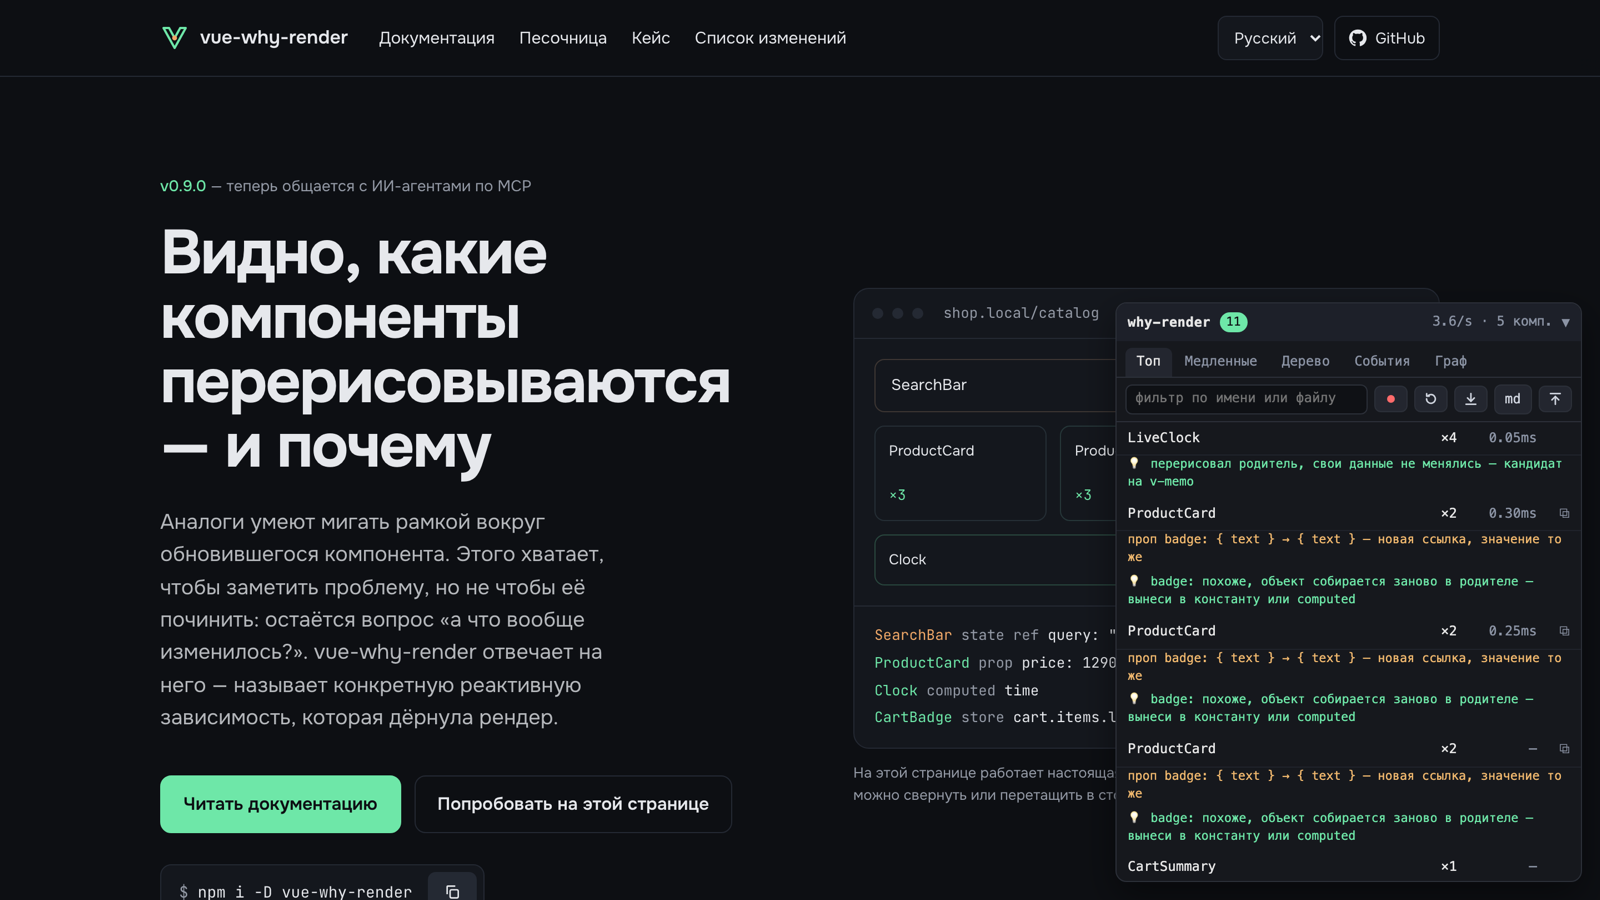 vue-why-render
Документация
Песочница
Кейс
Список изменений
Русский
GitHub
v0.9.0 — теперь общается с ИИ-агентами по MCP
Видно, какие
компоненты
перерисовываются
— и почему
Аналоги умеют мигать рамкой вокруг
обновившегося компонента. Этого хватает,
чтобы заметить проблему, но не чтобы её
починить: остаётся вопрос «а что вообще
изменилось?». vue-why-render отвечает на
него — называет конкретную реактивную
зависимость, которая дёрнула рендер.
Читать документацию
Попробовать на этой странице
$ npm i -D vue-why-render
shop.local/catalog
SearchBar
ProductCard
×3
Produ
×3
Clock
SearchBar state ref query: "
ProductCard prop price: 1290
Clock computed time
CartBadge store cart.items.l
На этой странице работает настояща
можно свернуть или перетащить в сто
why-render 11
3.6/s · 5 комп. ▼
Топ
Медленные
Дерево
События
Граф
фильтр по имени или файлу
md
LiveClock ×4 0.05ms
💡 перерисовал родитель, свои данные не менялись — кандидат
на v-memo
ProductCard ×2 0.30ms
проп badge: { text } → { text } — новая ссылка, значение то
же
💡 badge: похоже, объект собирается заново в родителе —
вынеси в константу или computed
ProductCard ×2 0.25ms
проп badge: { text } → { text } — новая ссылка, значение то
же
💡 badge: похоже, объект собирается заново в родителе —
вынеси в константу или computed
ProductCard ×2 —
проп badge: { text } → { text } — новая ссылка, значение то
же
💡 badge: похоже, объект собирается заново в родителе —
вынеси в константу или computed
CartSummary ×1 —